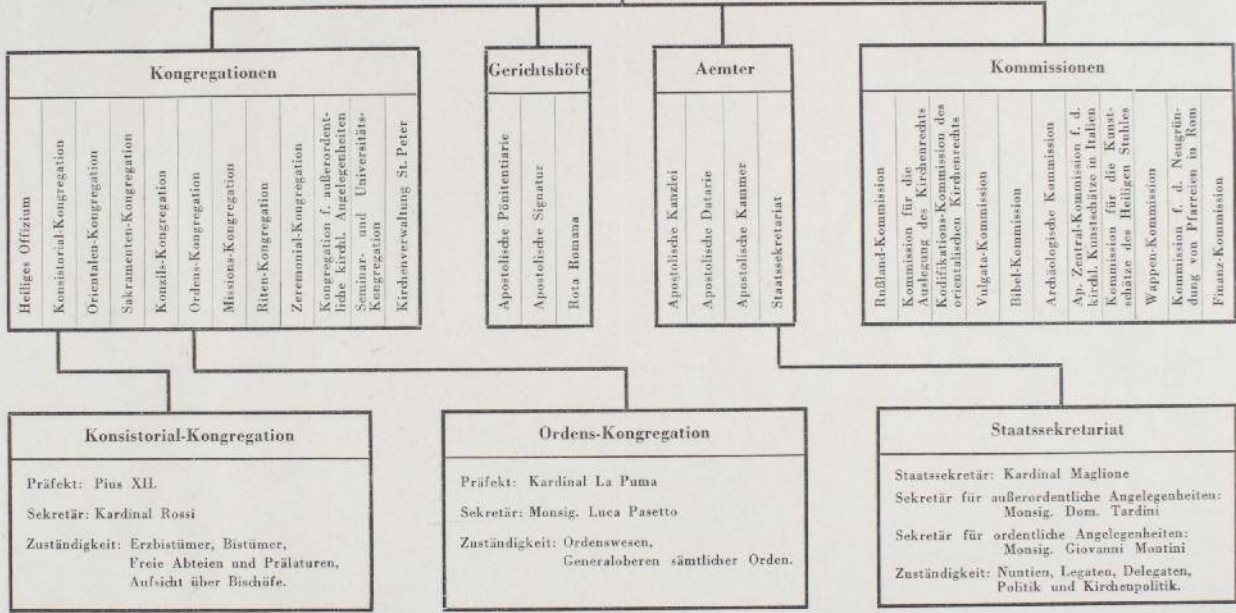 Kongregationen
Heiliges Offizium
Konsistorial-Kongregation
Orientalen-Kongregation
Sakramenten-Kongregation
Konzils-Kongregation
Ordens-Kongregation
Missions-Kongregation
Riten-Kongregation
Zeremonial-Kongregation
Kongregation f. außerordent-
liche kirchl. Angelegenheiten
Seminar- und Universitäts-
Kongregation
Kirchenverwaltung St. Peter
Gerichtshöfe
Apostolische Pönitentiarie
Apostolische Signatur
Rota Romana
Aemter
Apostolische Kanzlei
Apostolische Datarie
Apostolische Kammer
Staatssekretariat
Kommissionen
Rußland-Kommission
Kommission für die
Auslegung des Kirchenrechts
Kodifikations-Kommission des
orientalischen Kirchenrechts
Vulgata-Kommission
Bibel-Kommission
Archäologische Kommission
Ap. Zentral-Kommission f. d.
kirchl. Kunstschätze in Italien
Kommission für die Kunst-
schätze des Heiligen Stuhles
Wappen-Kommission
Kommission f. d. Neugrün-
dung von Pfarreien in Rom
Finanz-Kommission
Konsistorial-Kongregation
Präfekt: Pius XII.
Sekretär: Kardinal Rossi
Zuständigkeit: Erzbistümer, Bistümer,
Freie Abteien und Prälaturen,
Aufsicht über Bischöfe.
Ordens-Kongregation
Präfekt: Kardinal La Puma
Sekretär: Monsig. Luca Pasetto
Zuständigkeit: Ordenswesen,
Generaloberen sämtlicher Orden.
Staatssekretariat
Staatssekretär: Kardinal Maglione
Sekretär für außerordentliche Angelegenheiten:
Monsig. Dom. Tardini
Sekretär für ordentliche Angelegenheiten:
Monsig. Giovanni Montini
Zuständigkeit: Nuntien, Legaten, Delegaten,
Politik und Kirchenpolitik.